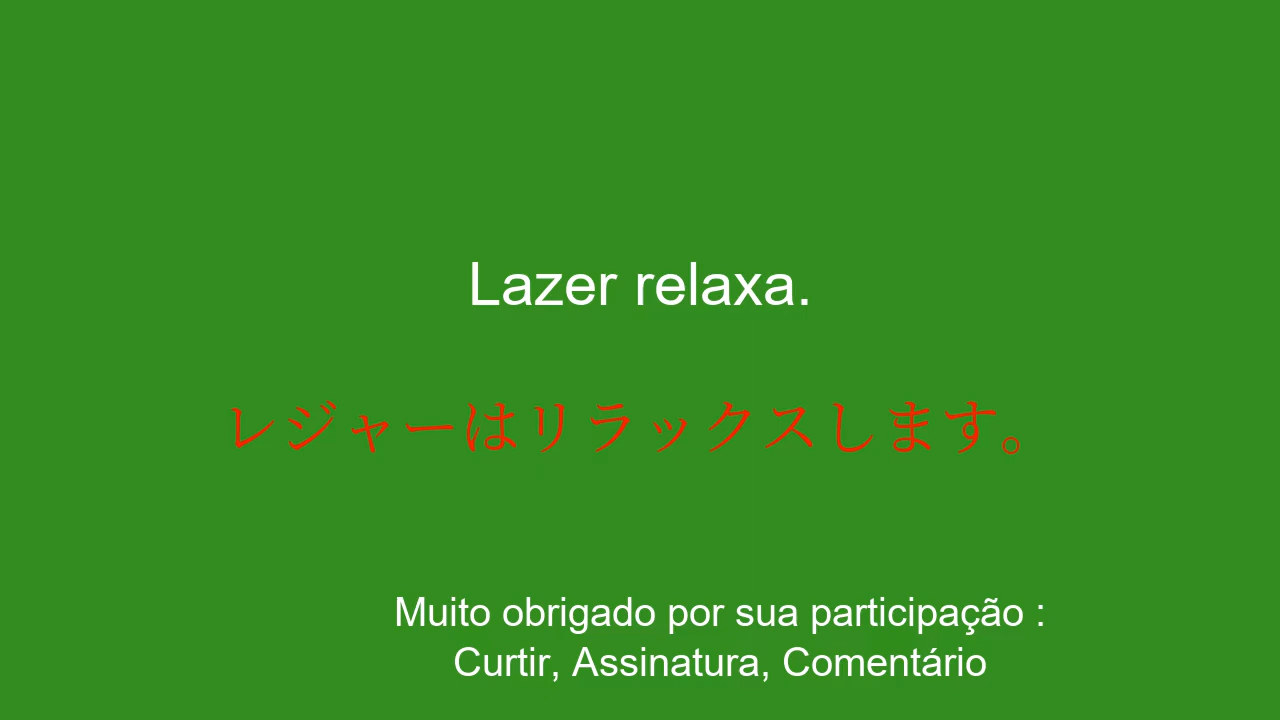 Lazer relaxa.
レジャーはリラックスします。
Muito obrigado por sua participação :
Curtir, Assinatura, Comentário